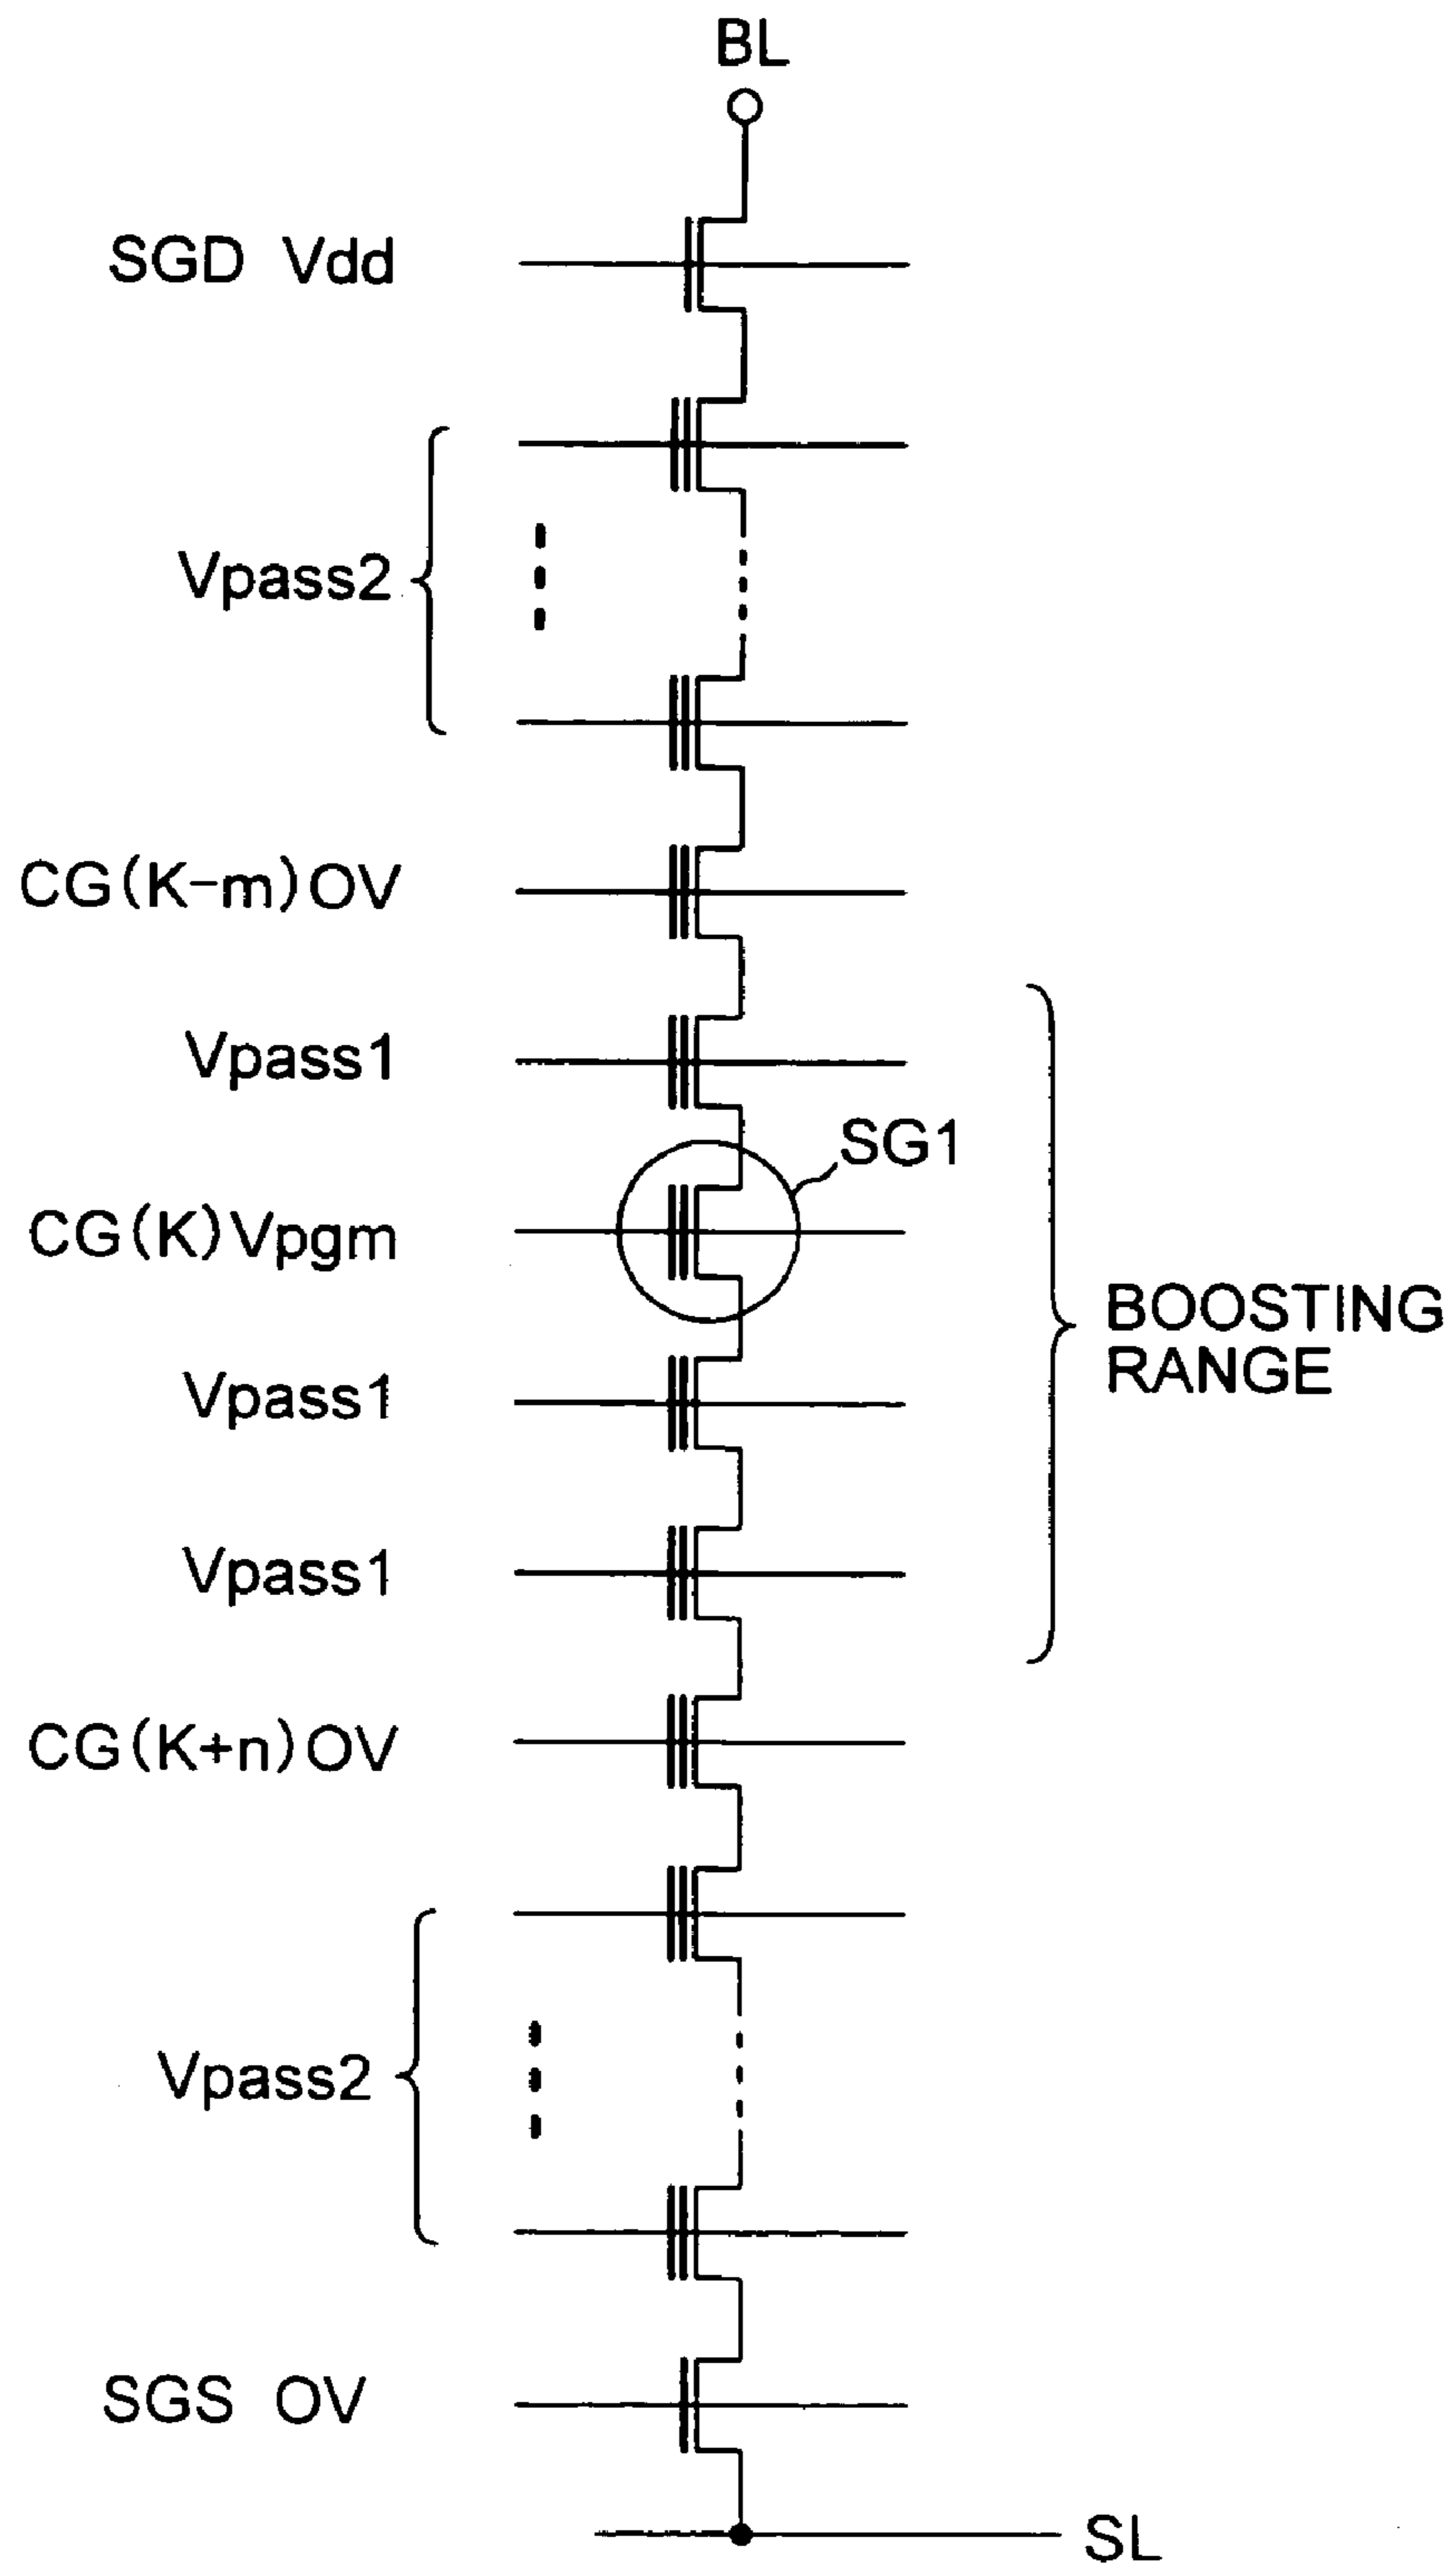 BL
SGD Vdd
Vpass2
CG(K-m)OV
Vpass1
SG1
CG(K)Vpgm
BOOSTING
RANGE
Vpass1
Vpass1
CG(K+n)OV
Vpass2
SGS OV
SL